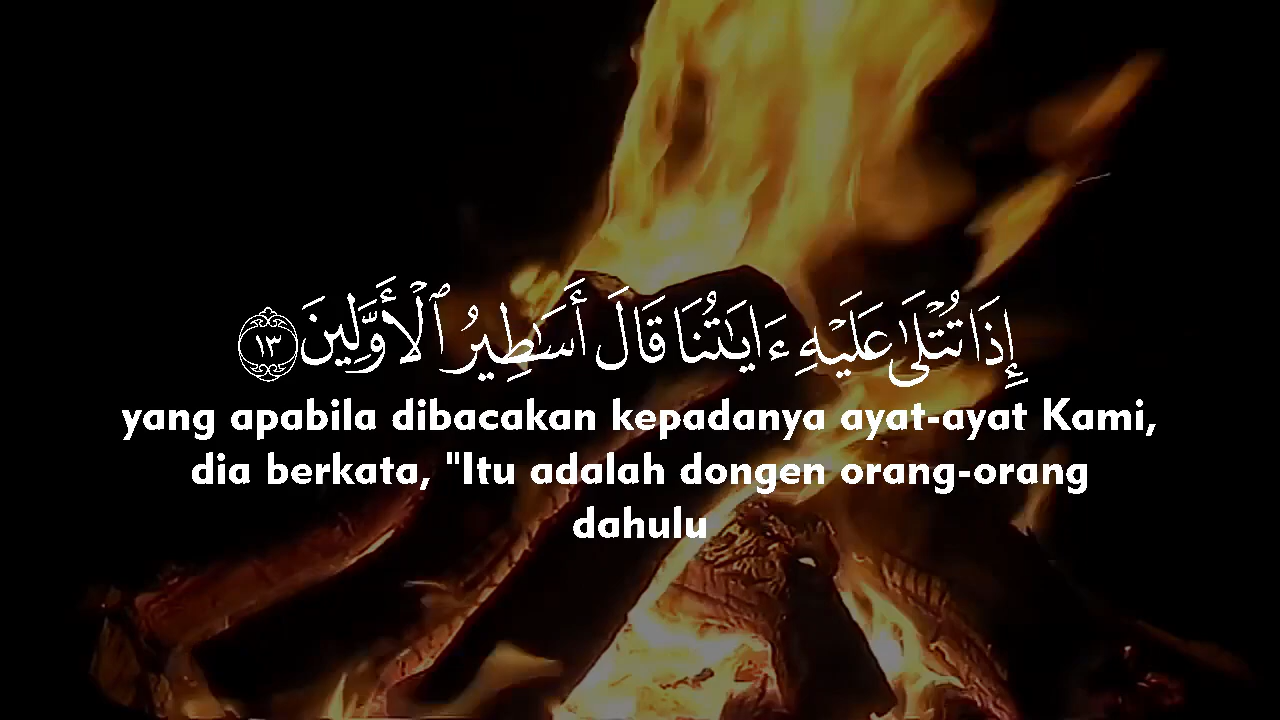 إِذَا تُتْلَىٰ عَلَيْهِ ءَايَـٰتُنَا قَالَ أَسَـٰطِيرُ ٱلْأَوَّلِينَ ١٣
yang apabila dibacakan kepadanya ayat-ayat Kami,
dia berkata, "Itu adalah dongen orang-orang
dahulu